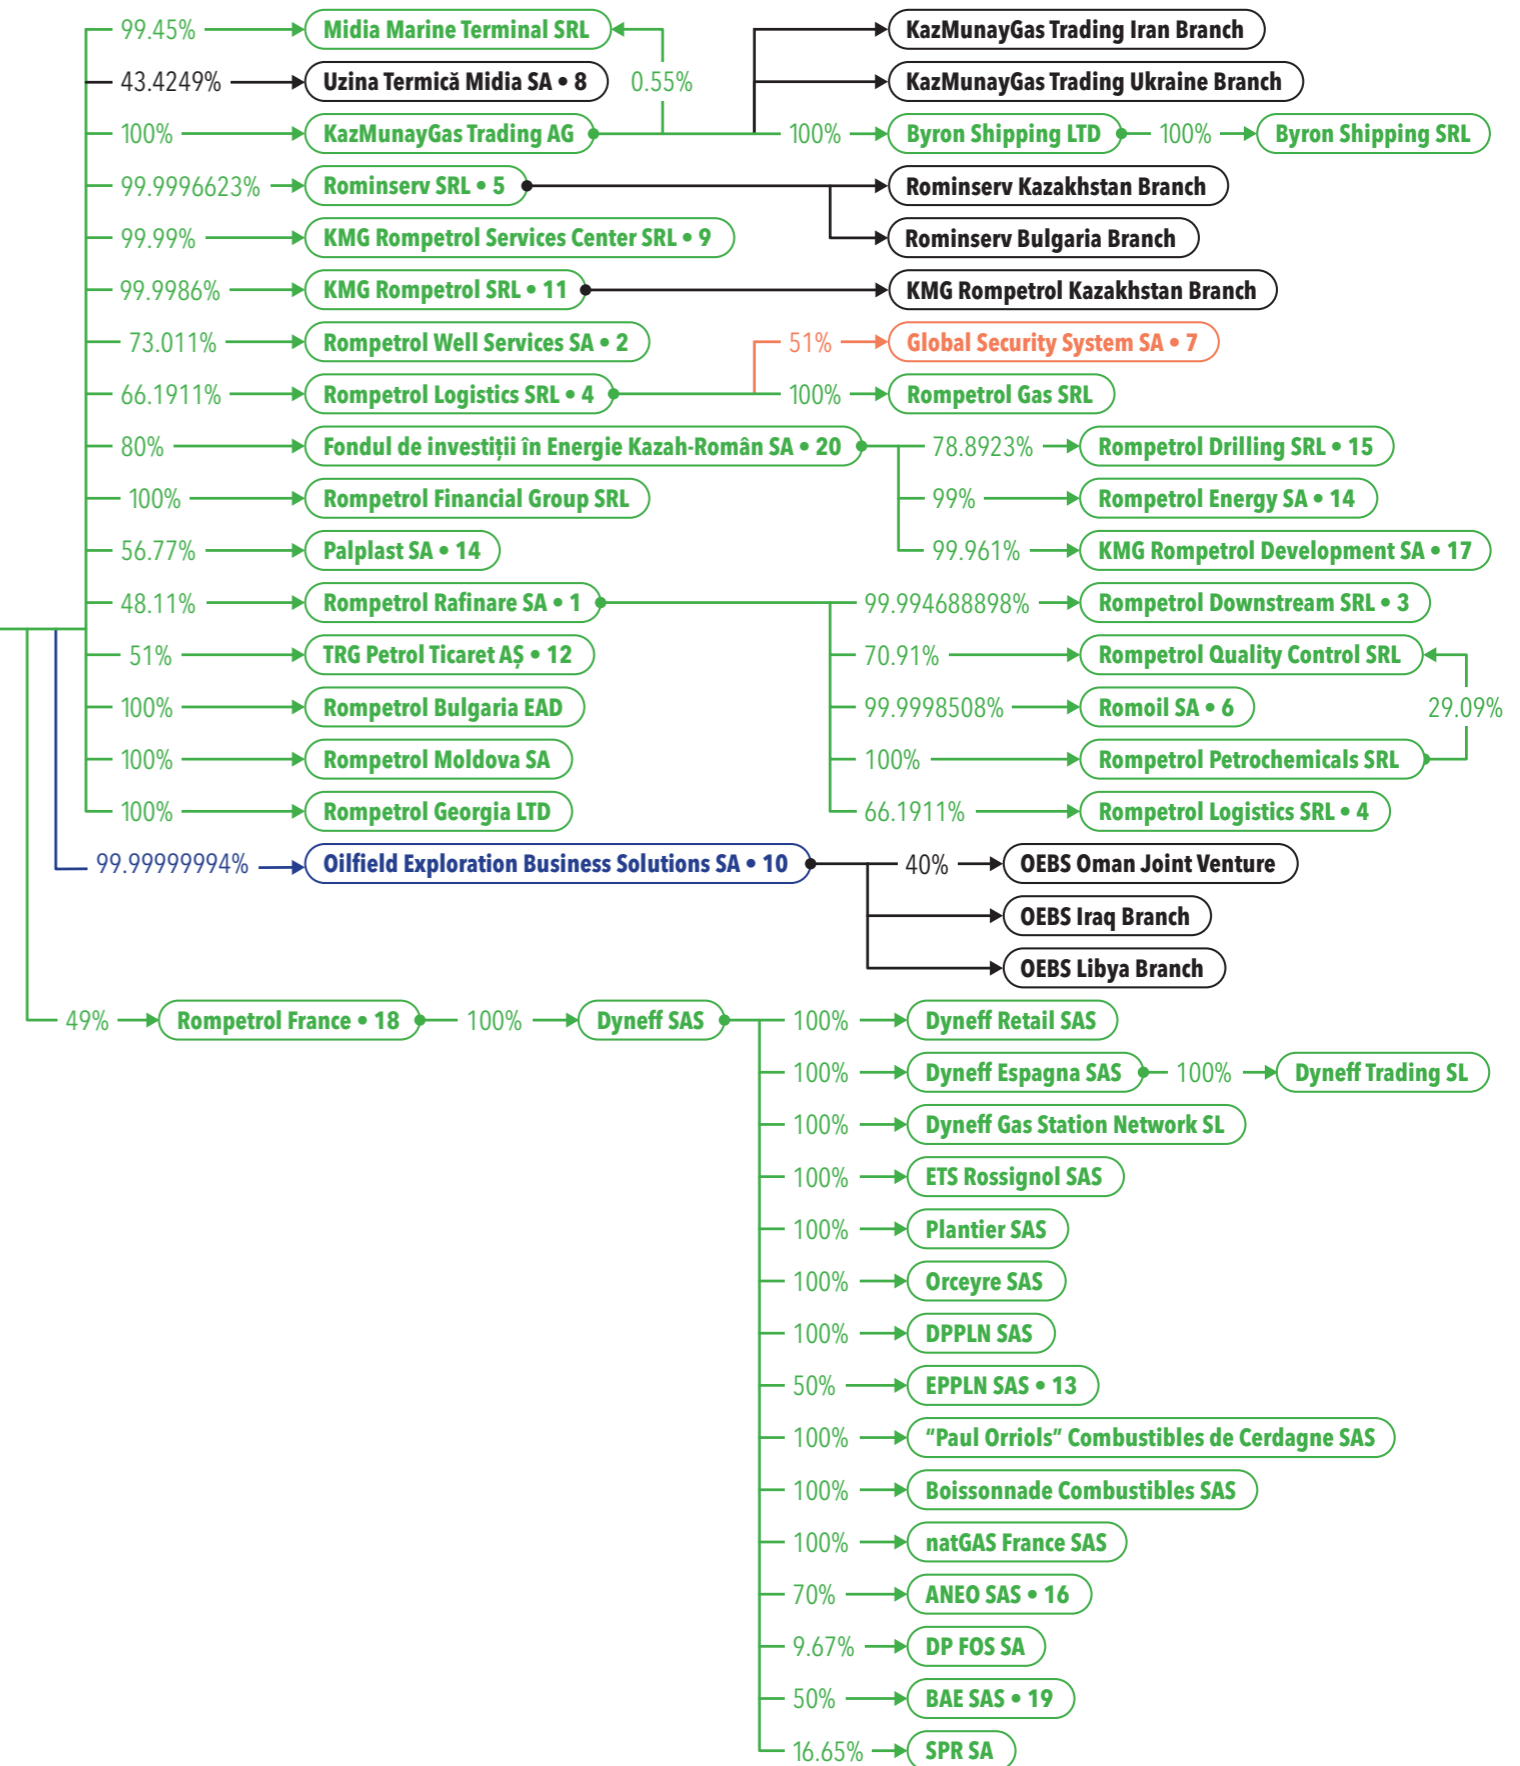 99.45% Midia Marine Terminal SRL KazMunayGas Trading Iran Branch
43.4249% Uzina Termică Midia SA • 8 0.55% KazMunayGas Trading Ukraine Branch
100% KazMunayGas Trading AG 100% Byron Shipping LTD 100% Byron Shipping SRL
99.9996623% Rominserv SRL • 5 Rominserv Kazakhstan Branch
99.99% KMG Rompetrol Services Center SRL • 9 Rominserv Bulgaria Branch
99.9986% KMG Rompetrol SRL • 11 KMG Rompetrol Kazakhstan Branch
73.011% Rompetrol Well Services SA • 2 51% Global Security System SA • 7
66.1911% Rompetrol Logistics SRL • 4 100% Rompetrol Gas SRL
80% Fondul de investiții în Energie Kazah-Român SA • 20 78.8923% Rompetrol Drilling SRL • 15
100% Rompetrol Financial Group SRL 99% Rompetrol Energy SA • 14
56.77% Palplast SA • 14 99.961% KMG Rompetrol Development SA • 17
48.11% Rompetrol Rafinare SA • 1 99.994688898% Rompetrol Downstream SRL • 3
51% TRG Petrol Ticaret AȘ • 12 70.91% Rompetrol Quality Control SRL
100% Rompetrol Bulgaria EAD 99.9998508% Romoil SA • 6 29.09%
100% Rompetrol Moldova SA 100% Rompetrol Petrochemicals SRL
100% Rompetrol Georgia LTD 66.1911% Rompetrol Logistics SRL • 4
99.99999994% Oilfield Exploration Business Solutions SA • 10 40% OEBS Oman Joint Venture
OEBS Iraq Branch
OEBS Libya Branch
49% Rompetrol France • 18 100% Dyneff SAS 100% Dyneff Retail SAS
100% Dyneff Espagna SAS 100% Dyneff Trading SL
100% Dyneff Gas Station Network SL
100% ETS Rossignol SAS
100% Plantier SAS
100% Orceyre SAS
100% DPPLN SAS
50% EPPLN SAS • 13
100% "Paul Orriols" Combustibles de Cerdagne SAS
100% Boissonnade Combustibles SAS
100% natGAS France SAS
70% ANEO SAS • 16
9.67% DP FOS SA
50% BAE SAS • 19
16.65% SPR SA